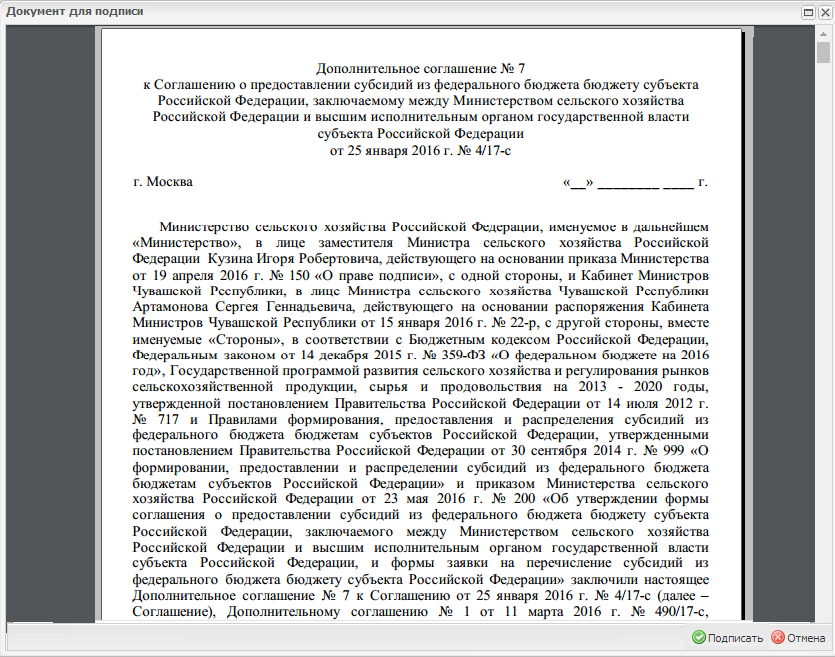 Документ для подписи
Дополнительное соглашение № 7
к Соглашению о предоставлении субсидий из федерального бюджета бюджету субъекта
Российской Федерации, заключаемому между Министерством сельского хозяйства
Российской Федерации и высшим исполнительным органом государственной власти
субъекта Российской Федерации
от 25 января 2016 г. № 4/17-с
г. Москва «__» ________ ____ г.
Министерство сельского хозяйства Российской Федерации, именуемое в дальнейшем
«Министерство», в лице заместителя Министра сельского хозяйства Российской
Федерации Кузина Игоря Робертовича, действующего на основании приказа Министерства
от 19 апреля 2016 г. № 150 «О праве подписи», с одной стороны, и Кабинет Министров
Чувашской Республики, в лице Министра сельского хозяйства Чувашской Республики
Артамонова Сергея Геннадьевича, действующего на основании распоряжения Кабинета
Министров Чувашской Республики от 15 января 2016 г. № 22-р, с другой стороны, вместе
именуемые «Стороны», в соответствии с Бюджетным кодексом Российской Федерации,
Федеральным законом от 14 декабря 2015 г. № 359-ФЗ «О федеральном бюджете на 2016
год», Государственной программой развития сельского хозяйства и регулирования рынков
сельскохозяйственной продукции, сырья и продовольствия на 2013 - 2020 годы,
утвержденной постановлением Правительства Российской Федерации от 14 июля 2012 г.
№ 717 и Правилами формирования, предоставления и распределения субсидий из
федерального бюджета бюджетам субъектов Российской Федерации, утвержденными
постановлением Правительства Российской Федерации от 30 сентября 2014 г. № 999 «О
формировании, предоставлении и распределении субсидий из федерального бюджета
бюджетам субъектов Российской Федерации» и приказом Министерства сельского
хозяйства Российской Федерации от 23 мая 2016 г. № 200 «Об утверждении формы
соглашения о предоставлении субсидий из федерального бюджета бюджету субъекта
Российской Федерации, заключаемого между Министерством сельского хозяйства
Российской Федерации и высшим исполнительным органом государственной власти
субъекта Российской Федерации, и формы заявки на перечисление субсидий из
федерального бюджета бюджету субъекта Российской Федерации» заключили настоящее
Дополнительное соглашение № 7 к Соглашению от 25 января 2016 г. № 4/17-с (далее –
Соглашение), Дополнительному соглашению № 1 от 11 марта 2016 г. № 490/17-с,
Подписать Отмена